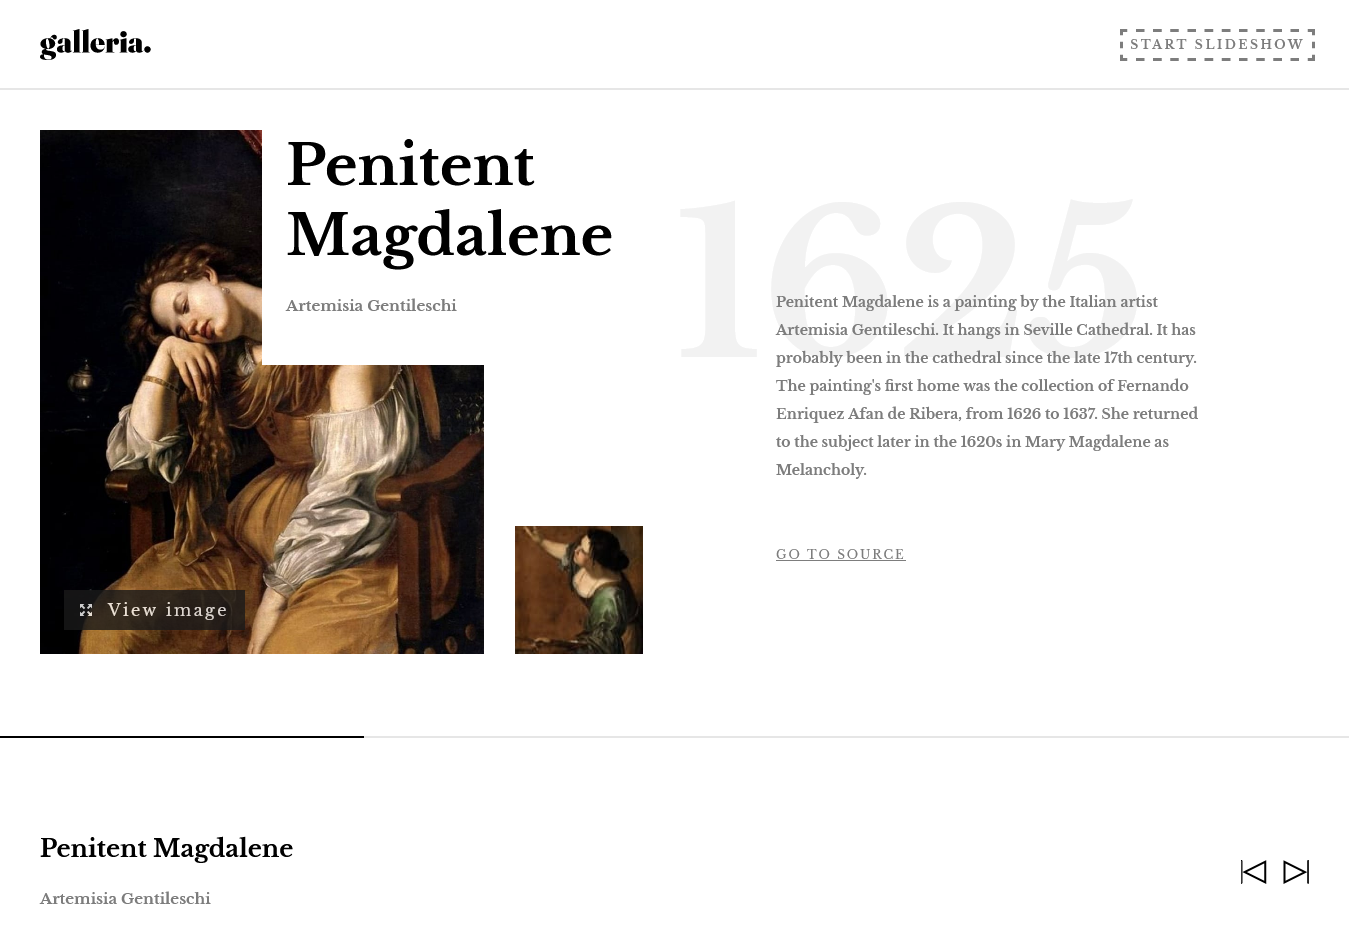 galleria.
START SLIDESHOW
Penitent
Magdalene
Artemisia Gentileschi
1625
Penitent Magdalene is a painting by the Italian artist
Artemisia Gentileschi. It hangs in Seville Cathedral. It has
probably been in the cathedral since the late 17th century.
The painting's first home was the collection of Fernando
Enriquez Afan de Ribera, from 1626 to 1637. She returned
to the subject later in the 1620s in Mary Magdalene as
Melancholy.
GO TO SOURCE
View image
Penitent Magdalene
Artemisia Gentileschi